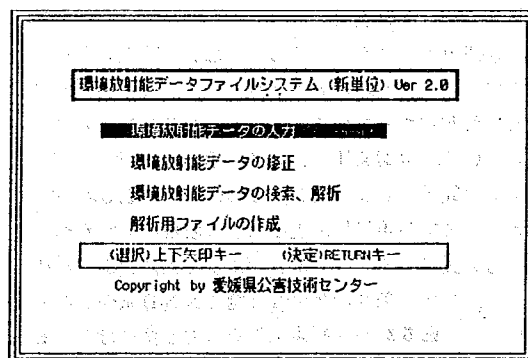 環境放射能データファイルシステム (新単位) Ver 2.0
環境放射能データの入力
環境放射能データの修正
環境放射能データの検索、解析
解析用ファイルの作成
(選択)上下矢印キー (決定)RETURNキー
Copyright by 愛媛県公害技術センター